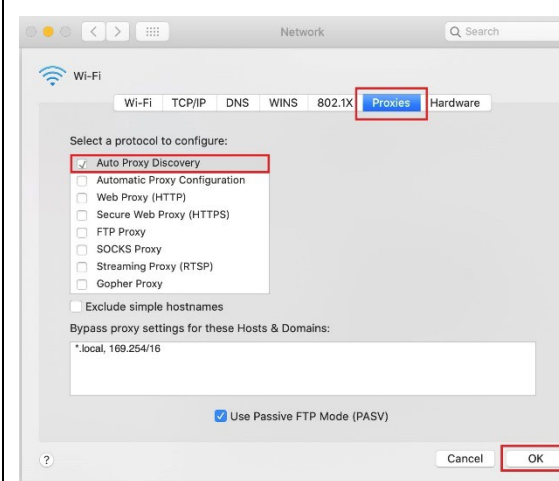 Network
Search
Wi-Fi
Wi-Fi TCP/IP DNS WINS 802.1X Proxies Hardware
Select a protocol to configure:
Auto Proxy Discovery
Automatic Proxy Configuration
Web Proxy (HTTP)
Secure Web Proxy (HTTPS)
FTP Proxy
SOCKS Proxy
Streaming Proxy (RTSP)
Gopher Proxy
Exclude simple hostnames
Bypass proxy settings for these Hosts & Domains:
*.local, 169.254/16
Use Passive FTP Mode (PASV)
? Cancel OK